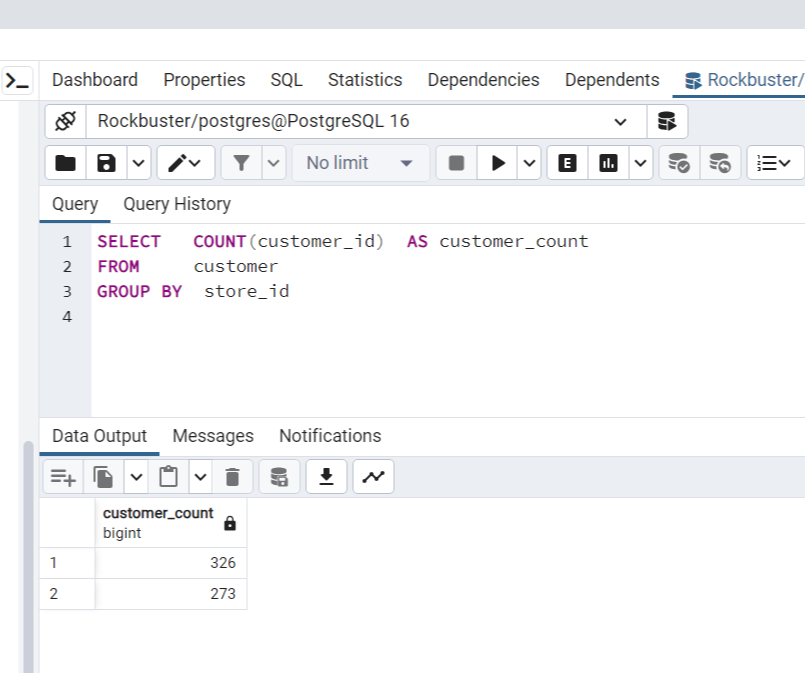 Dashboard Properties SQL Statistics Dependencies Dependents Rockbuster/
Rockbuster/postgres@PostgreSQL 16
No limit E
Query Query History
1 SELECT COUNT(customer_id) AS customer_count
2 FROM customer
3 GROUP BY store_id
4
Data Output Messages Notifications
customer_count
bigint
1 326
2 273